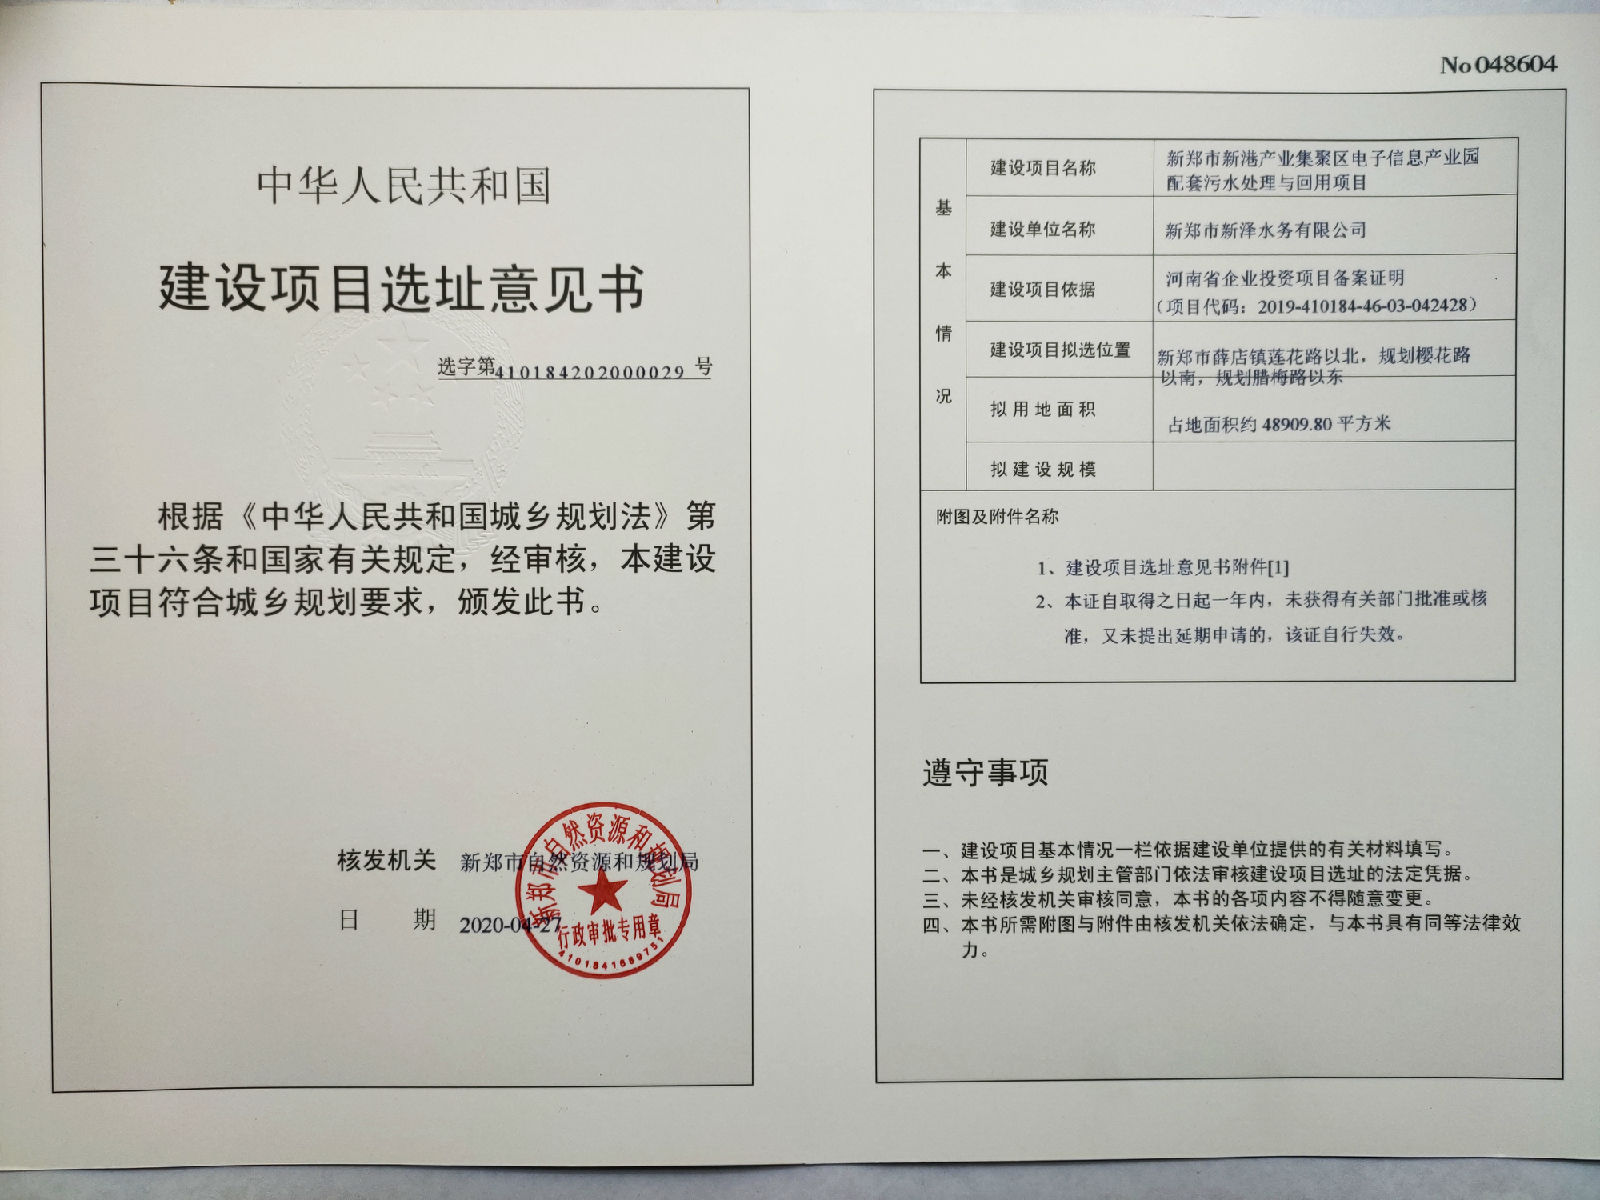 中华人民共和国
建设项目选址意见书
选字第410184202000029 号
根据《中华人民共和国城乡规划法》第
三十六条和国家有关规定，经审核，本建设
项目符合城乡规划要求，颁发此书。
核发机关 新郑市自然资源和规划局
日 期 2020-04-27
新郑市自然资源和规划局
行政审批专用章
No 048604
基本情况
建设项目名称 新郑市新港产业集聚区电子信息产业园
配套污水处理与回用项目
建设单位名称 新郑市新泽水务有限公司
建设项目依据 河南省企业投资项目备案证明
（项目代码：2019-410184-46-03-042428）
建设项目拟选位置 新郑市薛店镇莲花路以北，规划樱花路
以南，规划腊梅路以东
拟用地面积 占地面积约 48909.80 平方米
拟建设规模
附图及附件名称
1、建设项目选址意见书附件[1]
2、本证自取得之日起一年内，未获得有关部门批准或核
准，又未提出延期申请的，该证自行失效。
遵守事项
一、建设项目基本情况一栏依据建设单位提供的有关材料填写。
二、本书是城乡规划主管部门依法审核建设项目选址的法定凭据。
三、未经核发机关审核同意，本书的各项内容不得随意变更。
四、本书所需附图与附件由核发机关依法确定，与本书具有同等法律效
力。